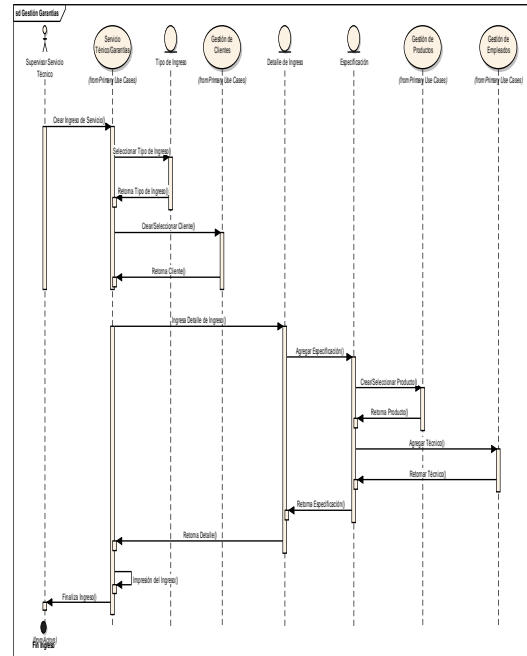 sd Gestión Garantías
Supervisor Servicio
Técnico
Servicio
Ténico/Garantías
(from Primary Use Cases)
Tipo de Ingreso
Gestión de
Clientes
(from Primary Use Cases)
Detalle de Ingreso
Especificación
Gestión de
Productos
(from Primary Use Cases)
Gestión de
Empleados
(from Primary Use Cases)
Crear Ingreso de Servicio()
Seleccionar Tipo de Ingreso()
Retorna Tipo de Ingreso()
Crear/Seleccionar Cliente()
Retorna Cliente()
Ingresa Detalle de Ingreso()
Agregar Especificación()
Crear/Seleccionar Producto()
Retorna Producto()
Agregar Técnico()
Retornar Técnico()
Retorna Especificación()
Retorna Detalle()
Impresión del Ingreso()
Finaliza Ingreso()
(from Actors)
Fin Ingreso